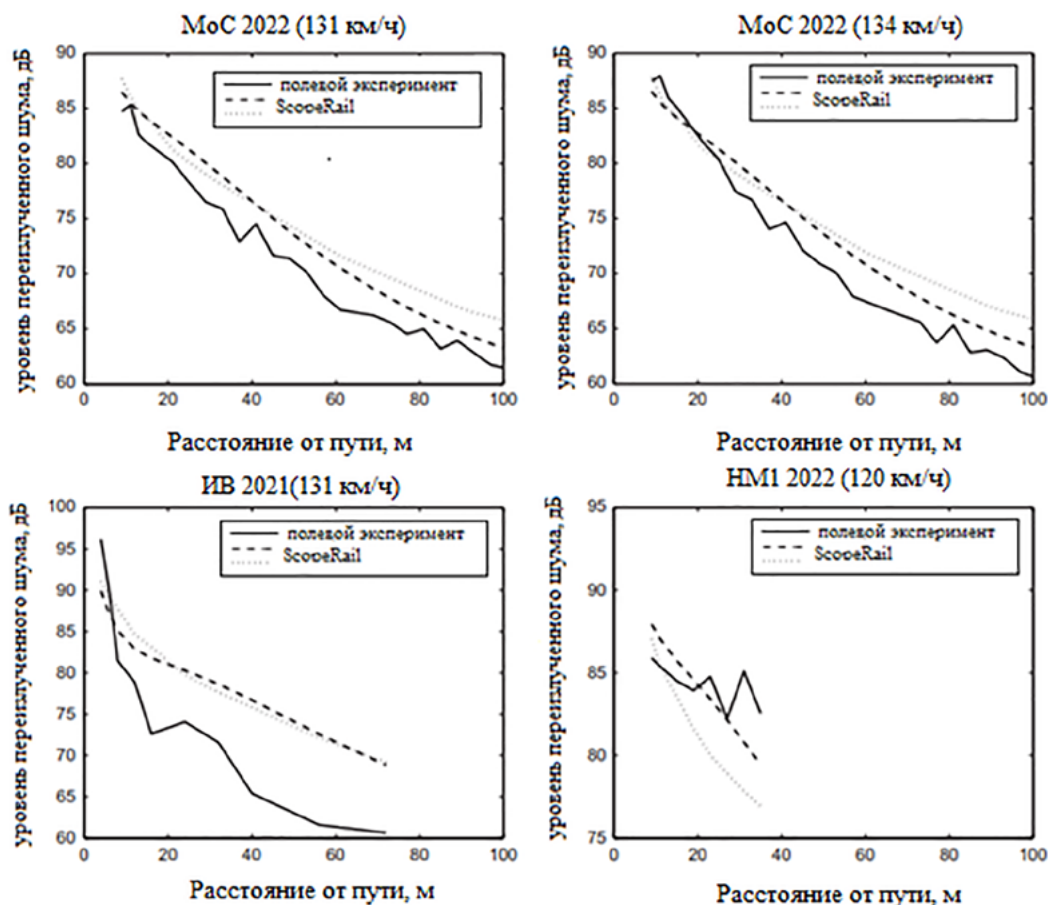 МоС 2022 (131 км/ч)
уровень переизлученного шума, дБ
90
85
80
75
70
65
60
полевой эксперимент
ScopeRail
0
20
40
60
80
100
Расстояние от пути, м
МоС 2022 (134 км/ч)
уровень переизлученного шума, дБ
90
85
80
75
70
65
60
полевой эксперимент
ScopeRail
0
20
40
60
80
100
Расстояние от пути, м
ИВ 2021(131 км/ч)
уровень переизлученного шума, дБ
100
95
90
85
80
75
70
65
60
полевой эксперимент
ScopeRail
0
20
40
60
80
100
Расстояние от пути, м
НМ1 2022 (120 км/ч)
уровень переизлученного шума, дБ
95
90
85
80
75
полевой эксперимент
ScopeRail
0
20
40
60
80
100
Расстояние от пути, м